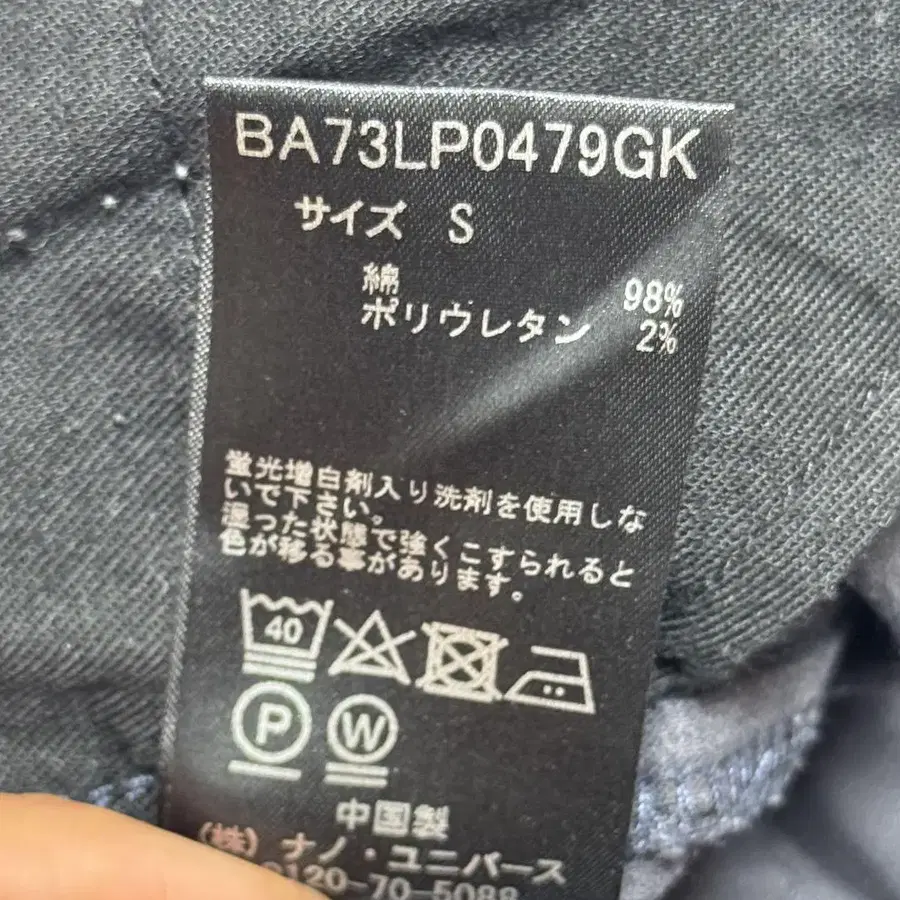 BA73LP0479GK
サイズ S
綿 98%
ポリウレタン 2%
蛍光増白剤入り洗剤を使用しな
いで下さい。
湿った状態で強くこすられると
色が移る事があります。
40
P W
中国製
(株)ナノ・ユニバース
0120-70-5088